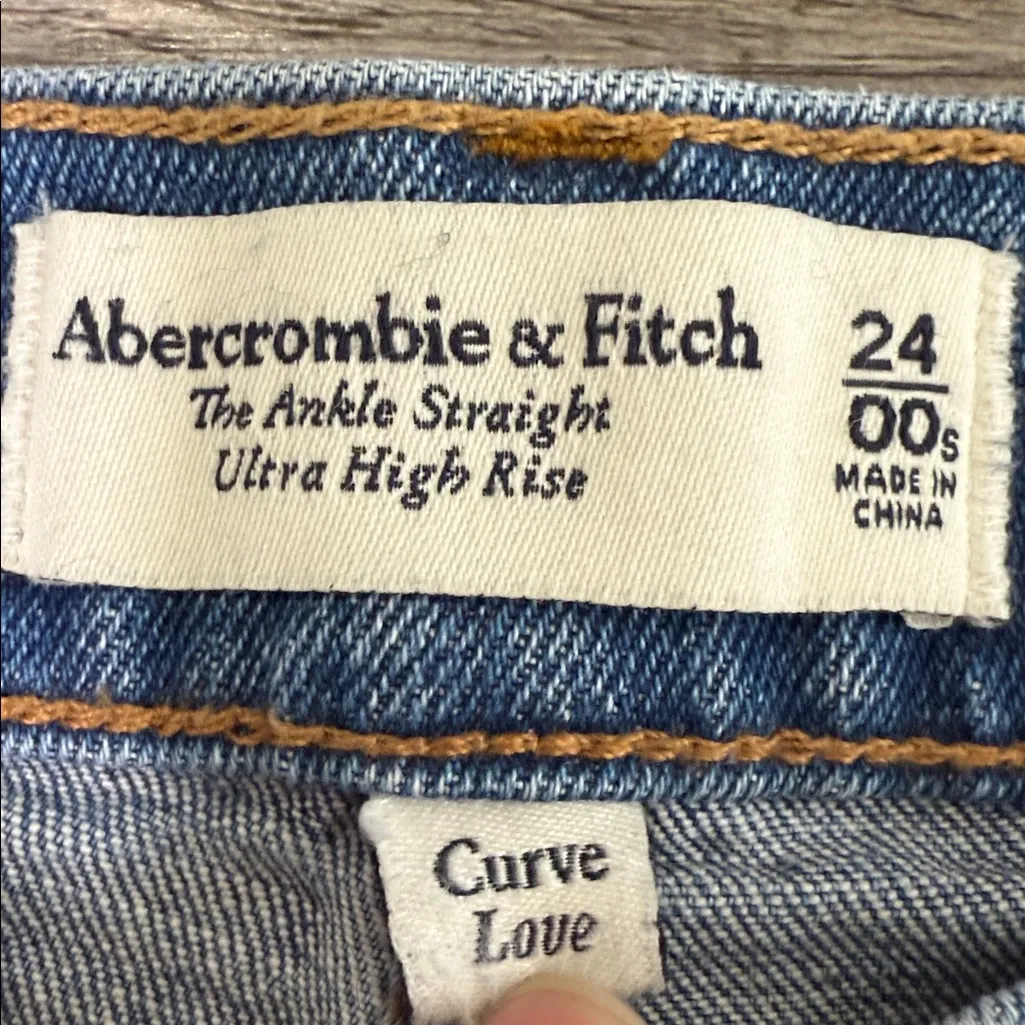 Abercrombie & Fitch
The Ankle Straight
Ultra High Rise
24
00s
MADE IN
CHINA
Curve
Love